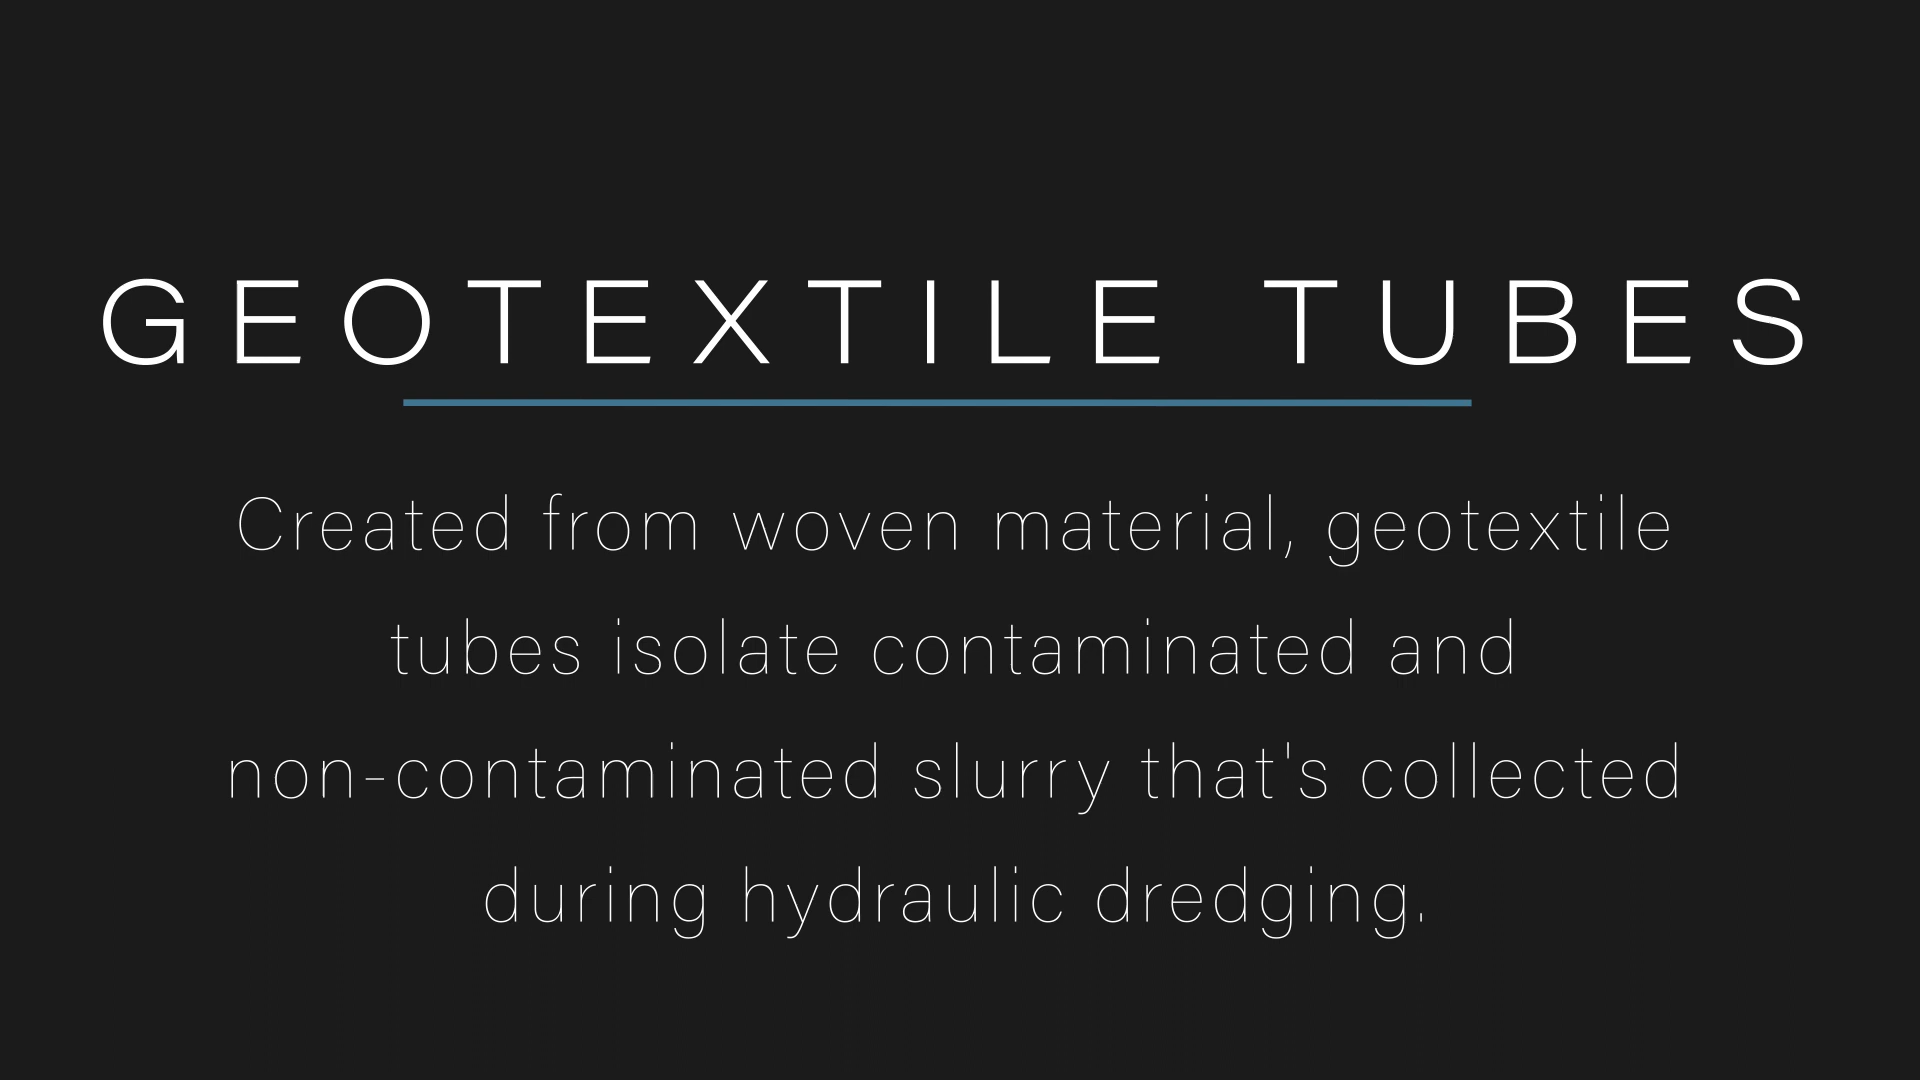 GEOTEXTILE TUBES
Created from woven material, geotextile
tubes isolate contaminated and
non-contaminated slurry that's collected
during hydraulic dredging.